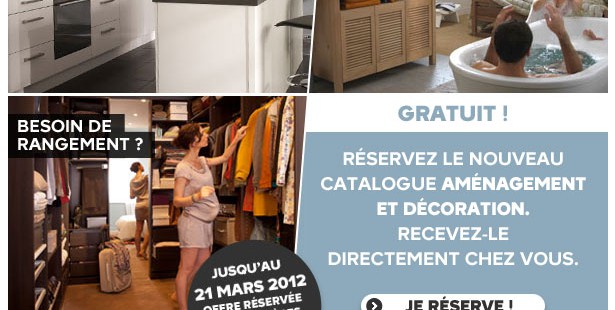 BESOIN DE
RANGEMENT ?
GRATUIT !
RÉSERVEZ LE NOUVEAU
CATALOGUE AMÉNAGEMENT
ET DÉCORATION.
RECEVEZ-LE
DIRECTEMENT CHEZ VOUS.
JUSQU'AU
21 MARS 2012
OFFRE RÉSERVÉE
JE RÉSERVE !